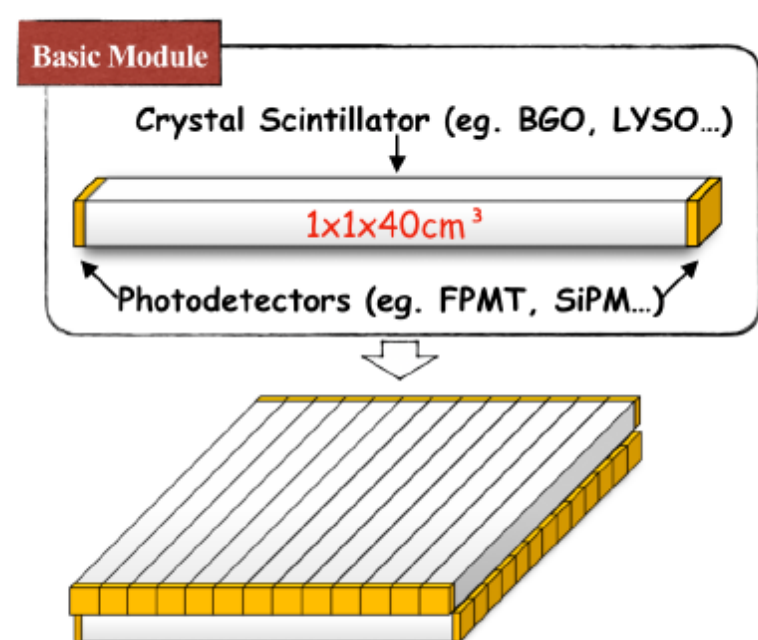 Basic Module
Crystal Scintillator (eg. BGO, LYSO…)
1x1x40cm³
Photodetectors (eg. FPMT, SiPM…)